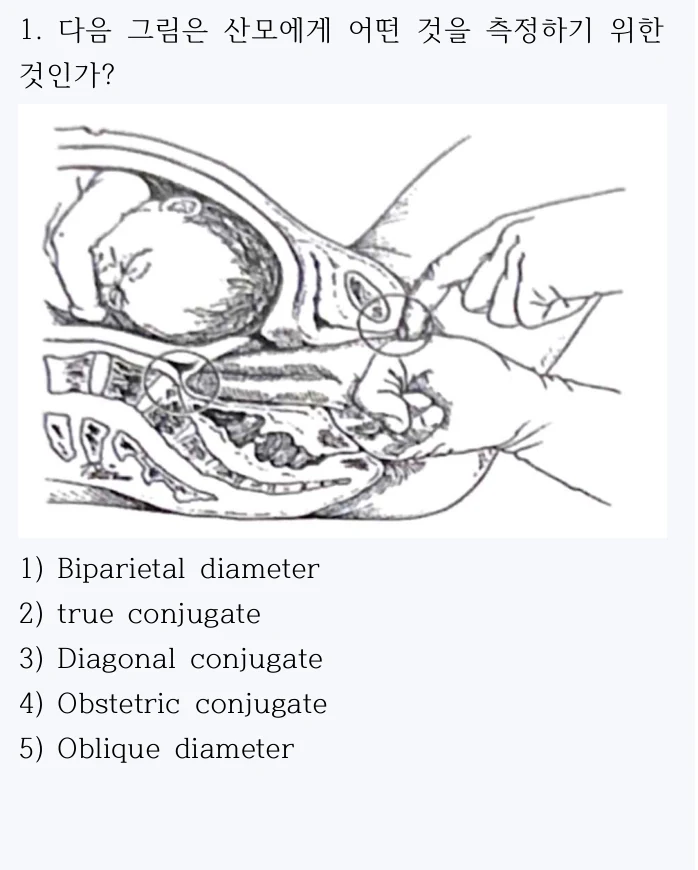 1. 다음 그림은 산모에게 어떤 것을 측정하기 위한
것인가?
1) Biparietal diameter
2) true conjugate
3) Diagonal conjugate
4) Obstetric conjugate
5) Oblique diameter